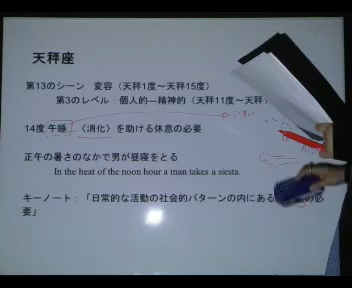 天秤座
第13のシーン 変容（天秤1度～天秤15度）
第3のレベル：個人的―精神的（天秤11度～天秤1
14度 午睡…〈消化〉を助ける休息の必要
正午の暑さのなかで男が昼寝をとる
In the heat of the noon hour a man takes a siesta.
キーノート：「日常的な活動の社会的パターンの内にある
の必
要」